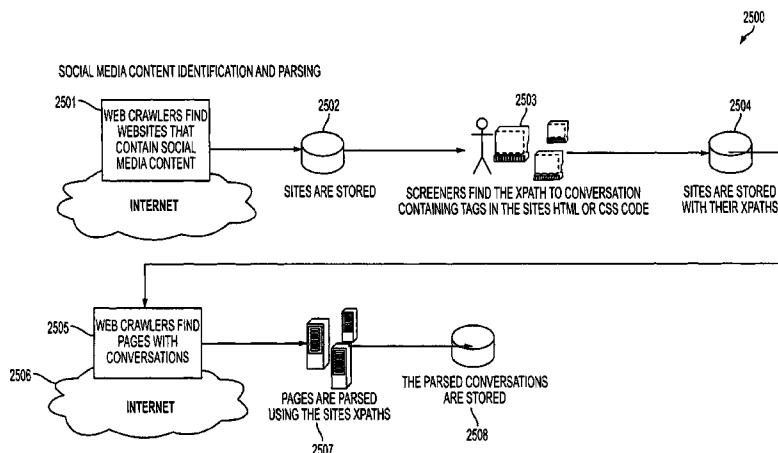 2500
SOCIAL MEDIA CONTENT IDENTIFICATION AND PARSING
2501
WEB CRAWLERS FIND
WEBSITES THAT
CONTAIN SOCIAL
MEDIA CONTENT
INTERNET
2502
SITES ARE STORED
2503
SCREENERS FIND THE XPATH TO CONVERSATION
CONTAINING TAGS IN THE SITES HTML OR CSS CODE
2504
SITES ARE STORED
WITH THEIR XPATHS
2505
WEB CRAWLERS FIND
PAGES WITH
CONVERSATIONS
2506
INTERNET
PAGES ARE PARSED
USING THE SITES XPATHS
2507
THE PARSED CONVERSATIONS
ARE STORED
2508